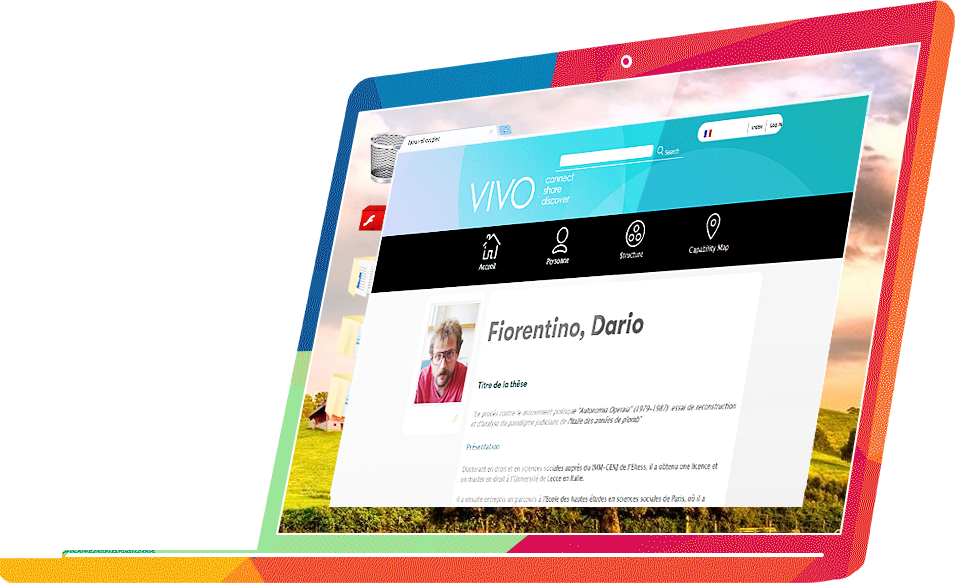 Index
Log in
Search
VIVO
connect
share
discover
Accueil
Personne
Structure
Capability Map
Fiorentino, Dario
Titre de la thèse
"Le procès contre le mouvement politique "Autonomia Operaia" (1979-1987): essai de reconstruction
et d'analyse du paradigme judiciaire de l'Italie des années de plomb"
Présentation
Doctorant en droit et en sciences sociales auprès du IMM-CENJ de l'Ehess, il a obtenu une licence et
un master en droit à l'Université de Lecce en Italie.
Il a ensuite entrepris un parcours à l'Ecole des hautes études en sciences sociales de Paris, où il a